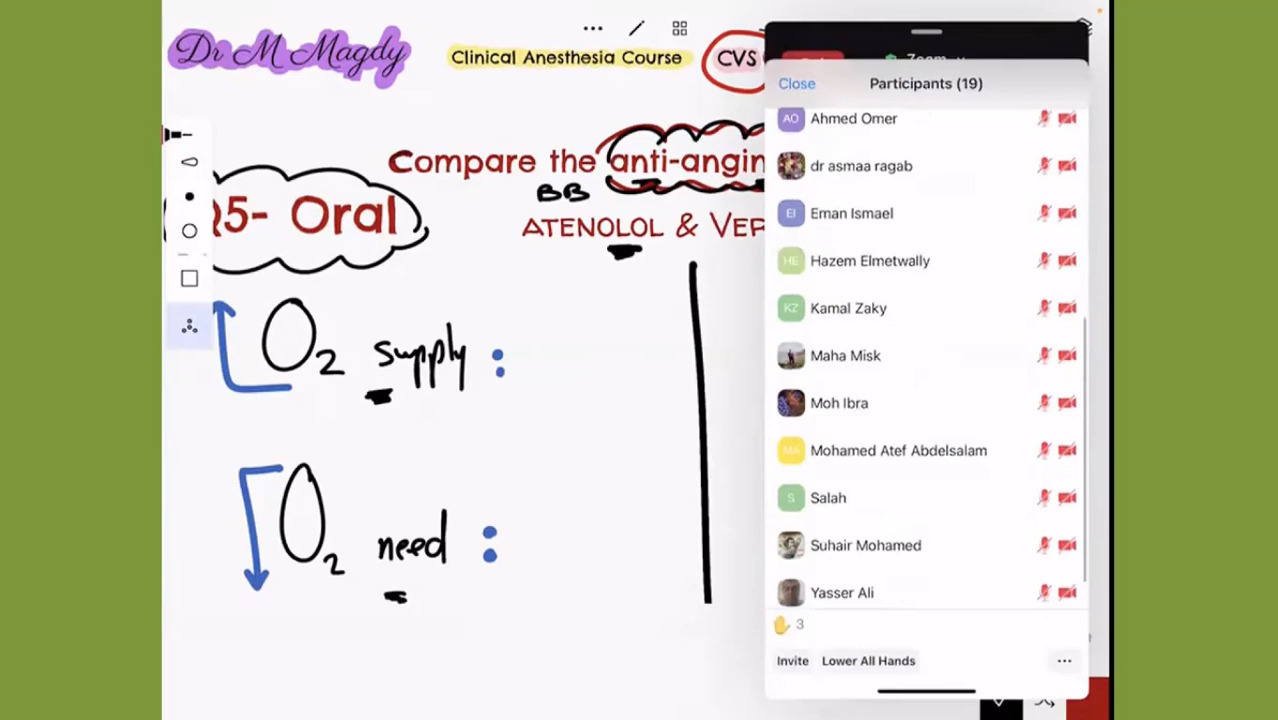 Dr M Magdy
Clinical Anesthesia Course
CVS
Compare the anti-angin
Q5- Oral
BB
ATENOLOL & VER
O2 supply :
O2 need :
Close
Participants (19)
AO Ahmed Omer
dr asmaa ragab
EI Eman Ismael
HE Hazem Elmetwally
KZ Kamal Zaky
Maha Misk
Moh Ibra
MA Mohamed Atef Abdelsalam
S Salah
Suhair Mohamed
Yasser Ali
3
Invite
Lower All Hands